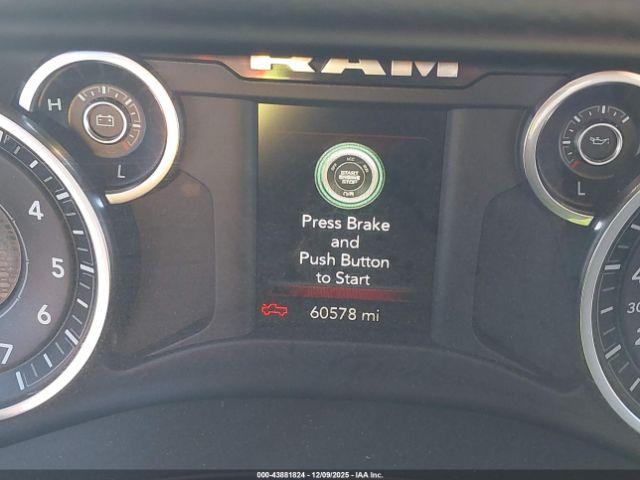 RAM
H
L
L
START
ENGINE
STOP
Press Brake
and
Push Button
to Start
60578 mi
4
5
6
7
000-43881824 | 12/09/2025 | IAA Inc.